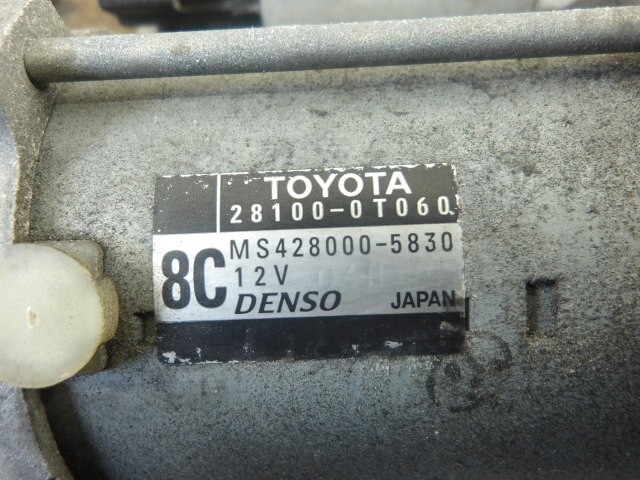 TOYOTA
28100-0T060
8C
MS428000-5830
12V
DENSO JAPAN